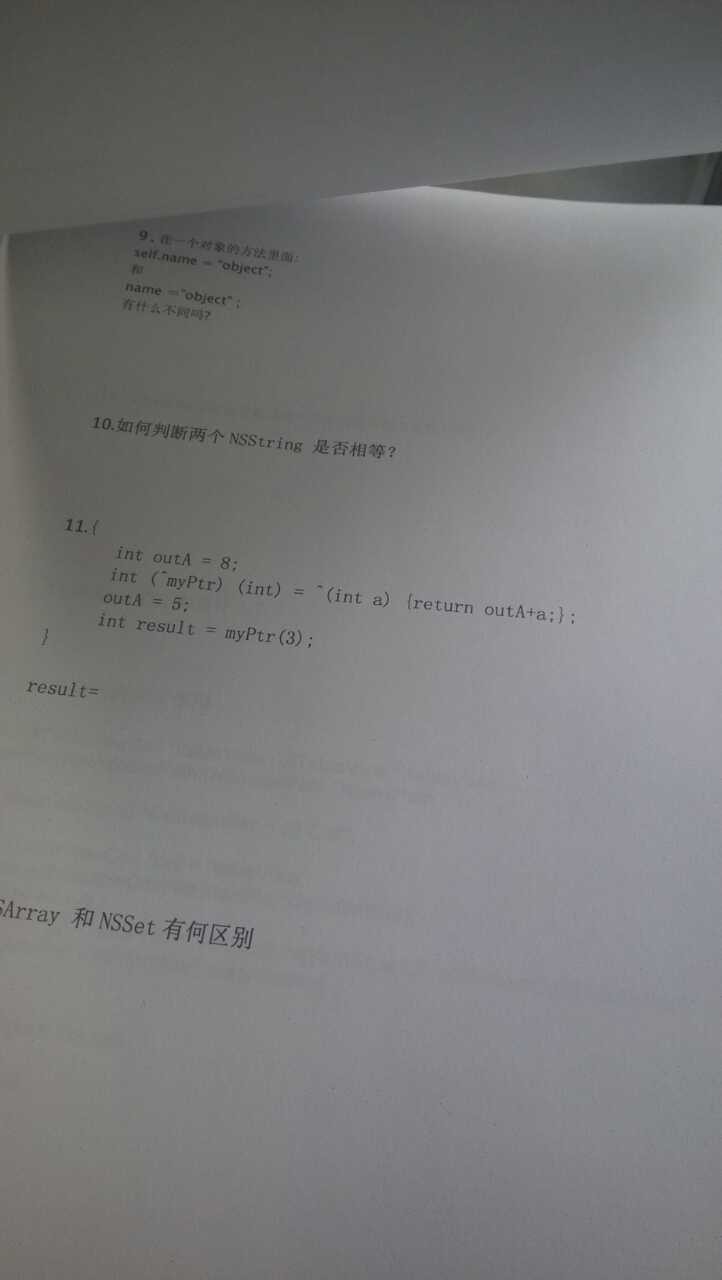 9. 在一个对象的方法里面：
self.name = "object";
和
name ="object" ;
有什么不同吗?
10.如何判断两个 NSString 是否相等?
11.{
int outA = 8;
int (^myPtr) (int) = ^(int a) {return outA+a;};
outA = 5;
int result = myPtr(3);
}
result=
SArray 和 NSSet 有何区别